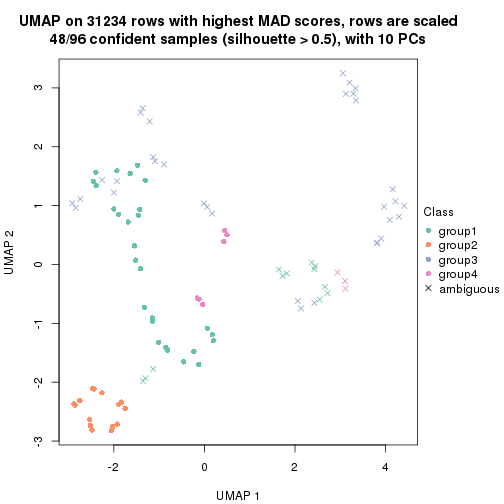 UMAP on 31234 rows with highest MAD scores, rows are scaled
48/96 confident samples (silhouette > 0.5), with 10 PCs
3
2
1
0
-1
-2
-3
UMAP 2
-2
0
2
4
UMAP 1
Class
group1
group2
group3
group4
ambiguous